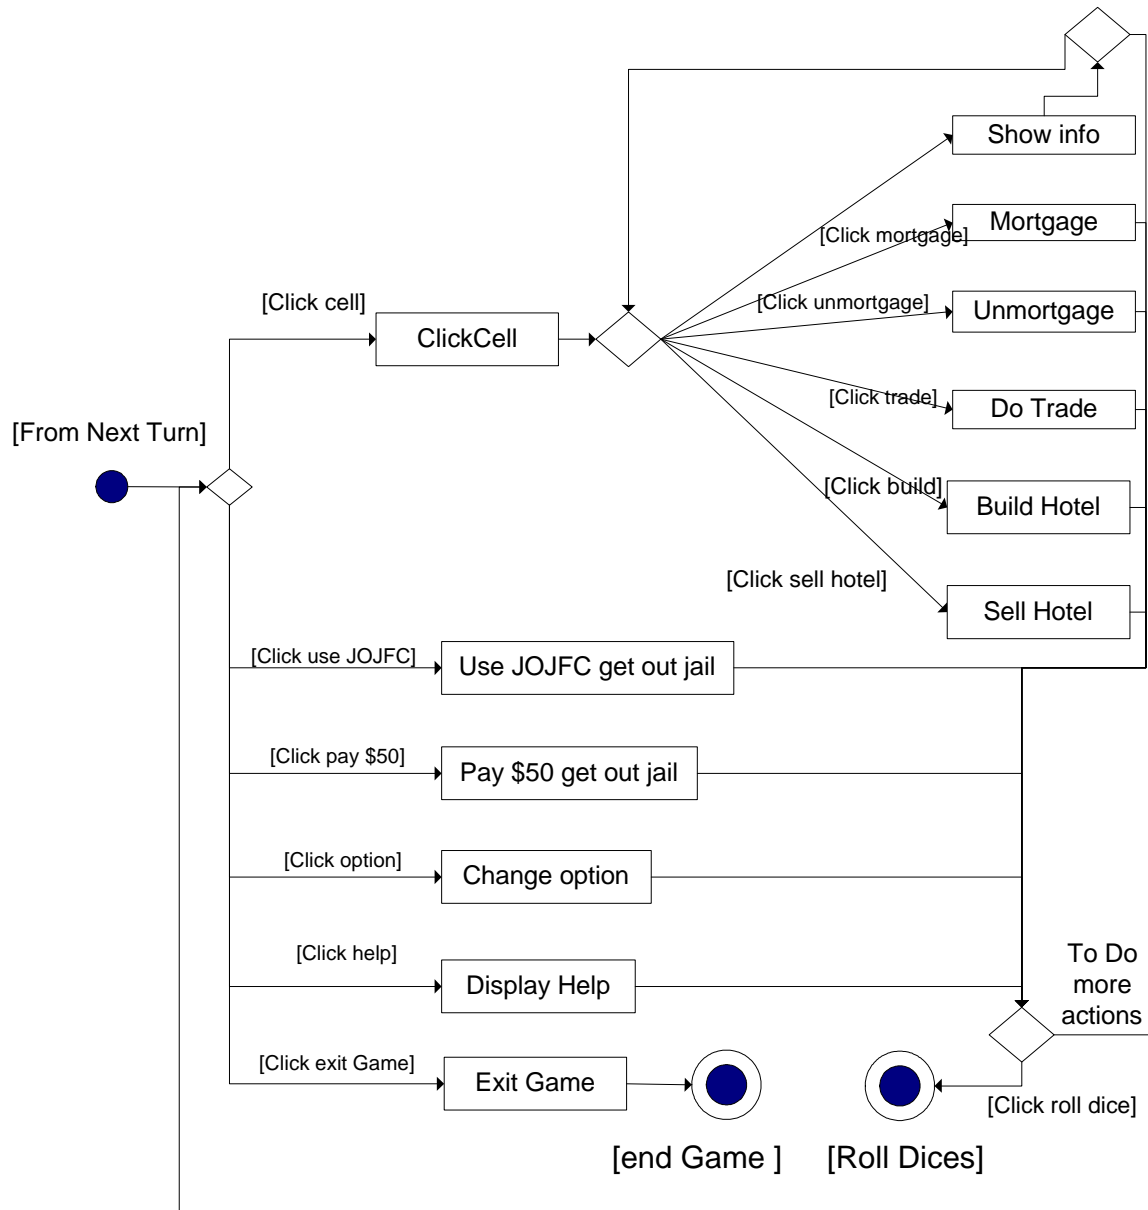 Show info
Mortgage
[Click mortgage]
[Click cell]
[Click unmortgage]
Unmortgage
ClickCell
[Click trade]
Do Trade
[From Next Turn]
[Click build]
Build Hotel
[Click sell hotel]
Sell Hotel
[Click use JOJFC]
Use JOJFC get out jail
[Click pay $50]
Pay $50 get out jail
[Click option]
Change option
[Click help]
Display Help
To Do
more
actions
[Click exit Game]
Exit Game
[Click roll dice]
[end Game ]
[Roll Dices]